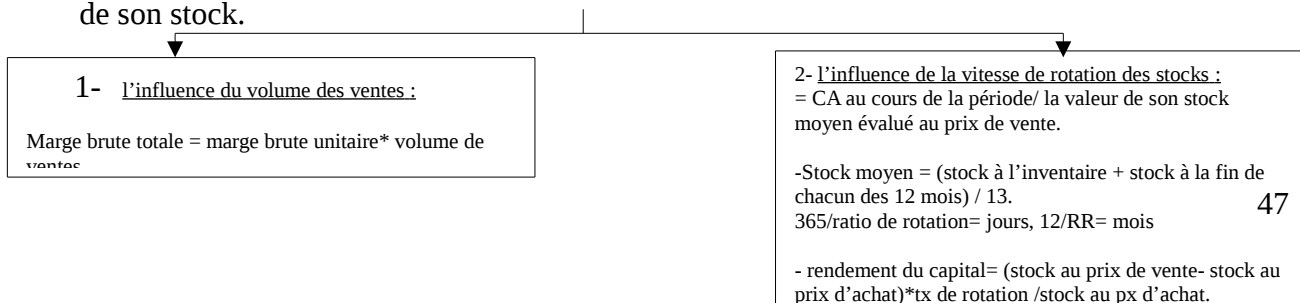 de son stock.
1- l’influence du volume des ventes :
Marge brute totale = marge brute unitaire* volume de
ventes
2- l’influence de la vitesse de rotation des stocks :
= CA au cours de la période/ la valeur de son stock
moyen évalué au prix de vente.
-Stock moyen = (stock à l’inventaire + stock à la fin de
chacun des 12 mois) / 13.
365/ratio de rotation= jours, 12/RR= mois
- rendement du capital= (stock au prix de vente- stock au
prix d’achat)*tx de rotation /stock au px d’achat.
47